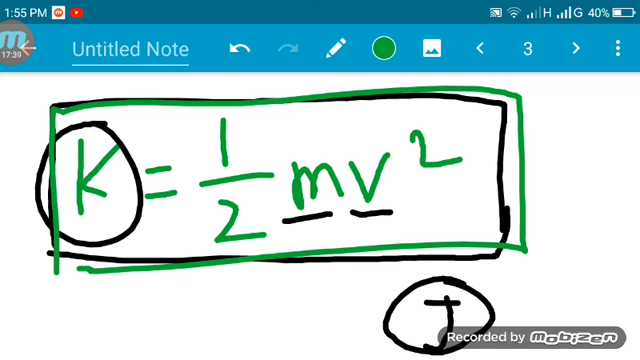 1:55 PM H G 40%
17:39 Untitled Note 3
K = 1/2 mv²
J
Recorded by mobizen